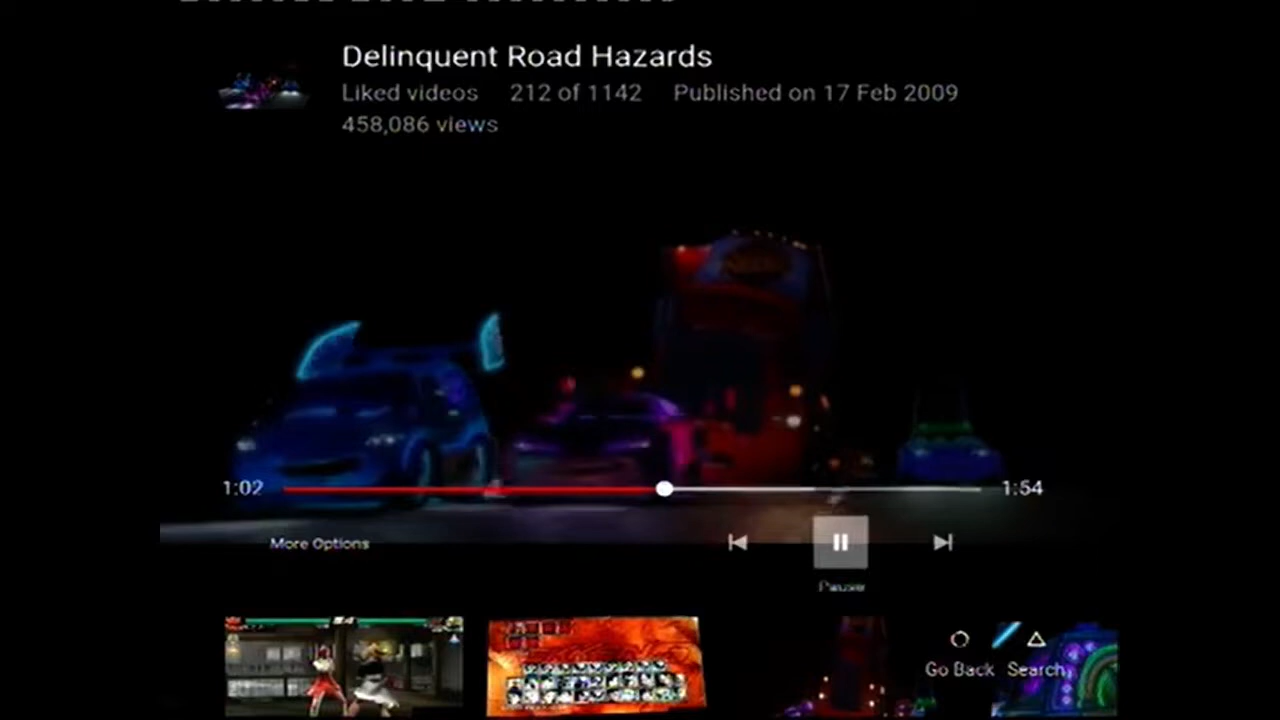 Delinquent Road Hazards
Liked videos 212 of 1142 Published on 17 Feb 2009
458,086 views
1:02 1:54
More Options
Pause
Go Back Search